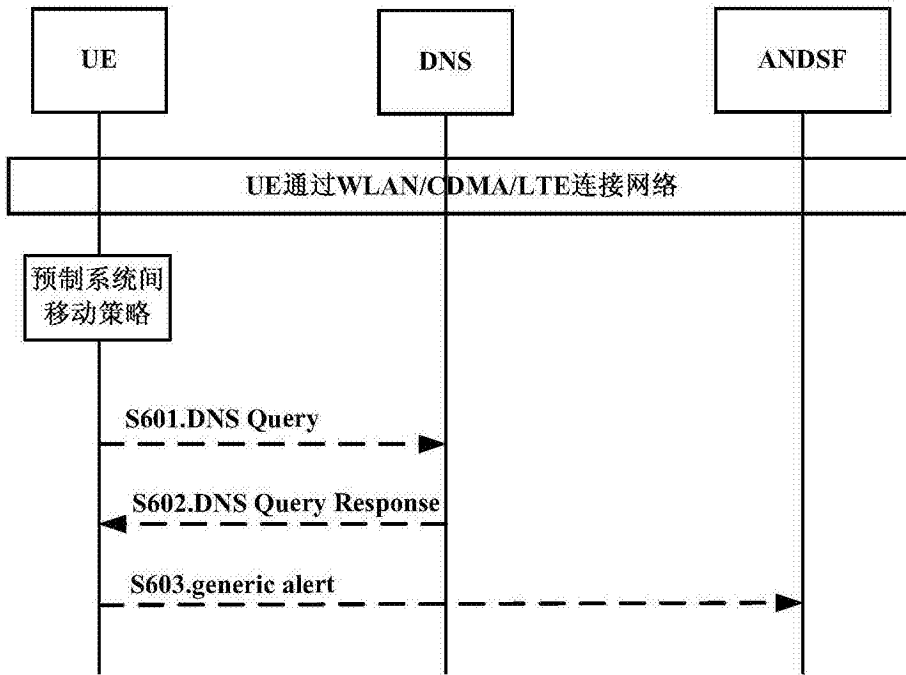 UE
DNS
ANDSF
UE通过WLAN/CDMA/LTE连接网络
预制系统间
移动策略
S601.DNS Query
S602.DNS Query Response
S603.generic alert